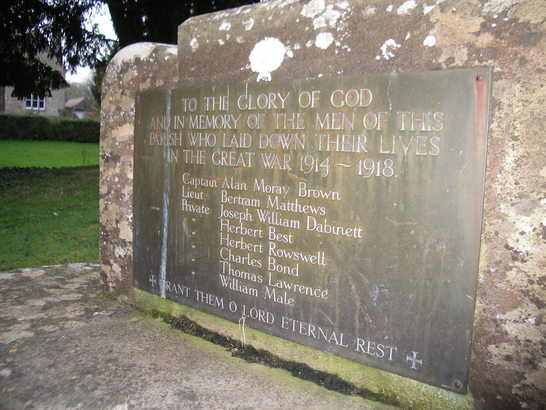 TO THE GLORY OF GOD
AND IN MEMORY OF THE MEN OF THIS
PARISH WHO LAID DOWN THEIR LIVES
IN THE GREAT WAR 1914~1918.
Captain Alan Moray Brown
Lieut. Bertram Matthews
Private Joseph William Dabinett
" Herbert Best
" Herbert Rowswell
" Charles Bond
" Thomas Lawrence
" William Male
GRANT THEM O LORD ETERNAL REST